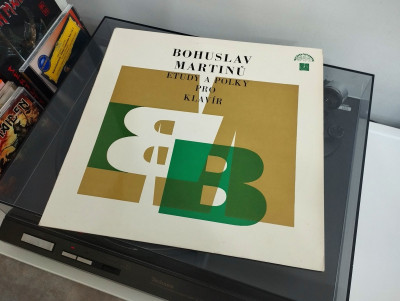 BOHUSLAV
MARTINŮ
ETUDY A POLKY
PRO
KLAVÍR